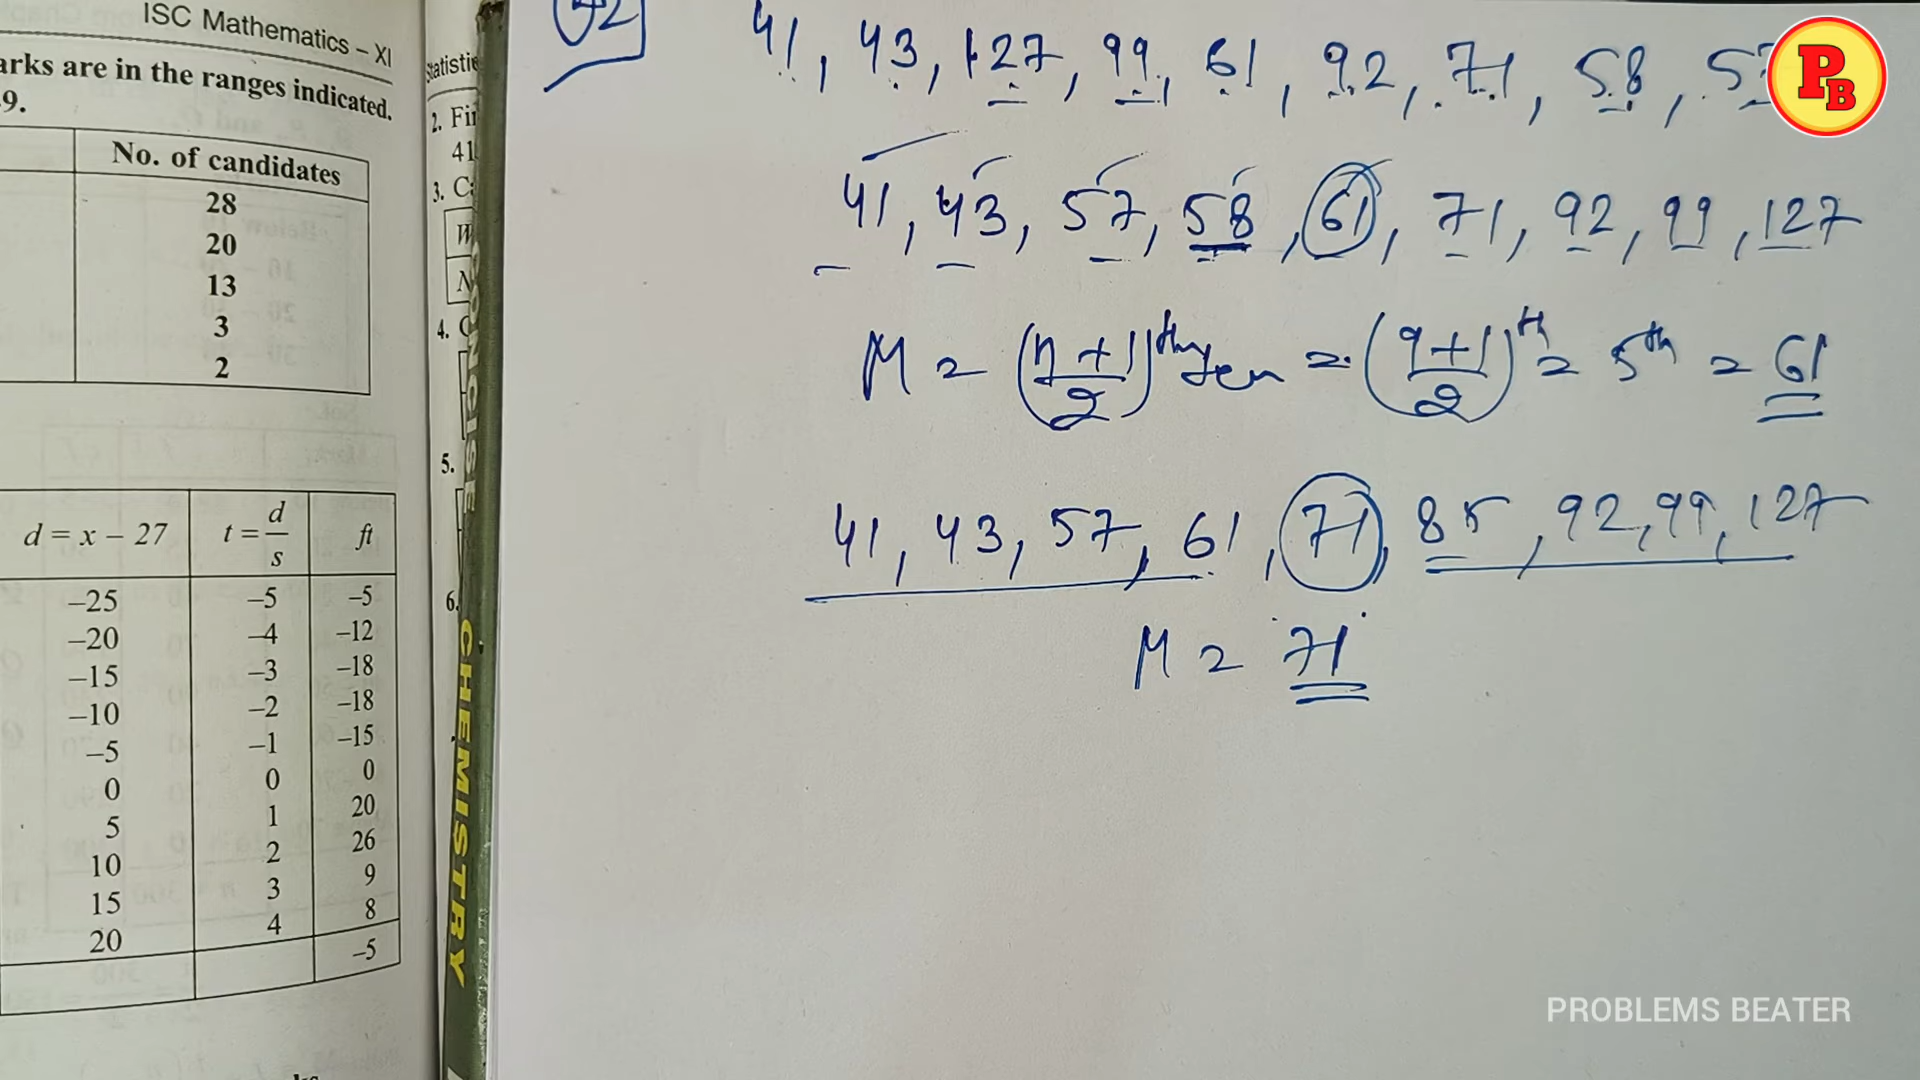 ISC Mathematics – XI
arks are in the ranges indicated.
9.
No. of candidates
28
20
13
3
2
d = x – 27 t = d/s ft
–25 –5 –5
–20 –4 –12
–15 –3 –18
–10 –2 –18
–5 –1 –15
0 0 0
5 1 20
10 2 26
15 3 9
20 4 8
–5
2. Fin
41
3.
4.
5.
6.
CONCISE CHEMISTRY
41, 43, 127, 99, 61, 92, 71, 58, 57
41, 43, 57, 58, 61, 71, 92, 99, 127
M = (n+1/2)th term = (9+1/2)th = 5th = 61
41, 43, 57, 61, 71, 85, 92, 99, 127
M = 71
PB
PROBLEMS BEATER